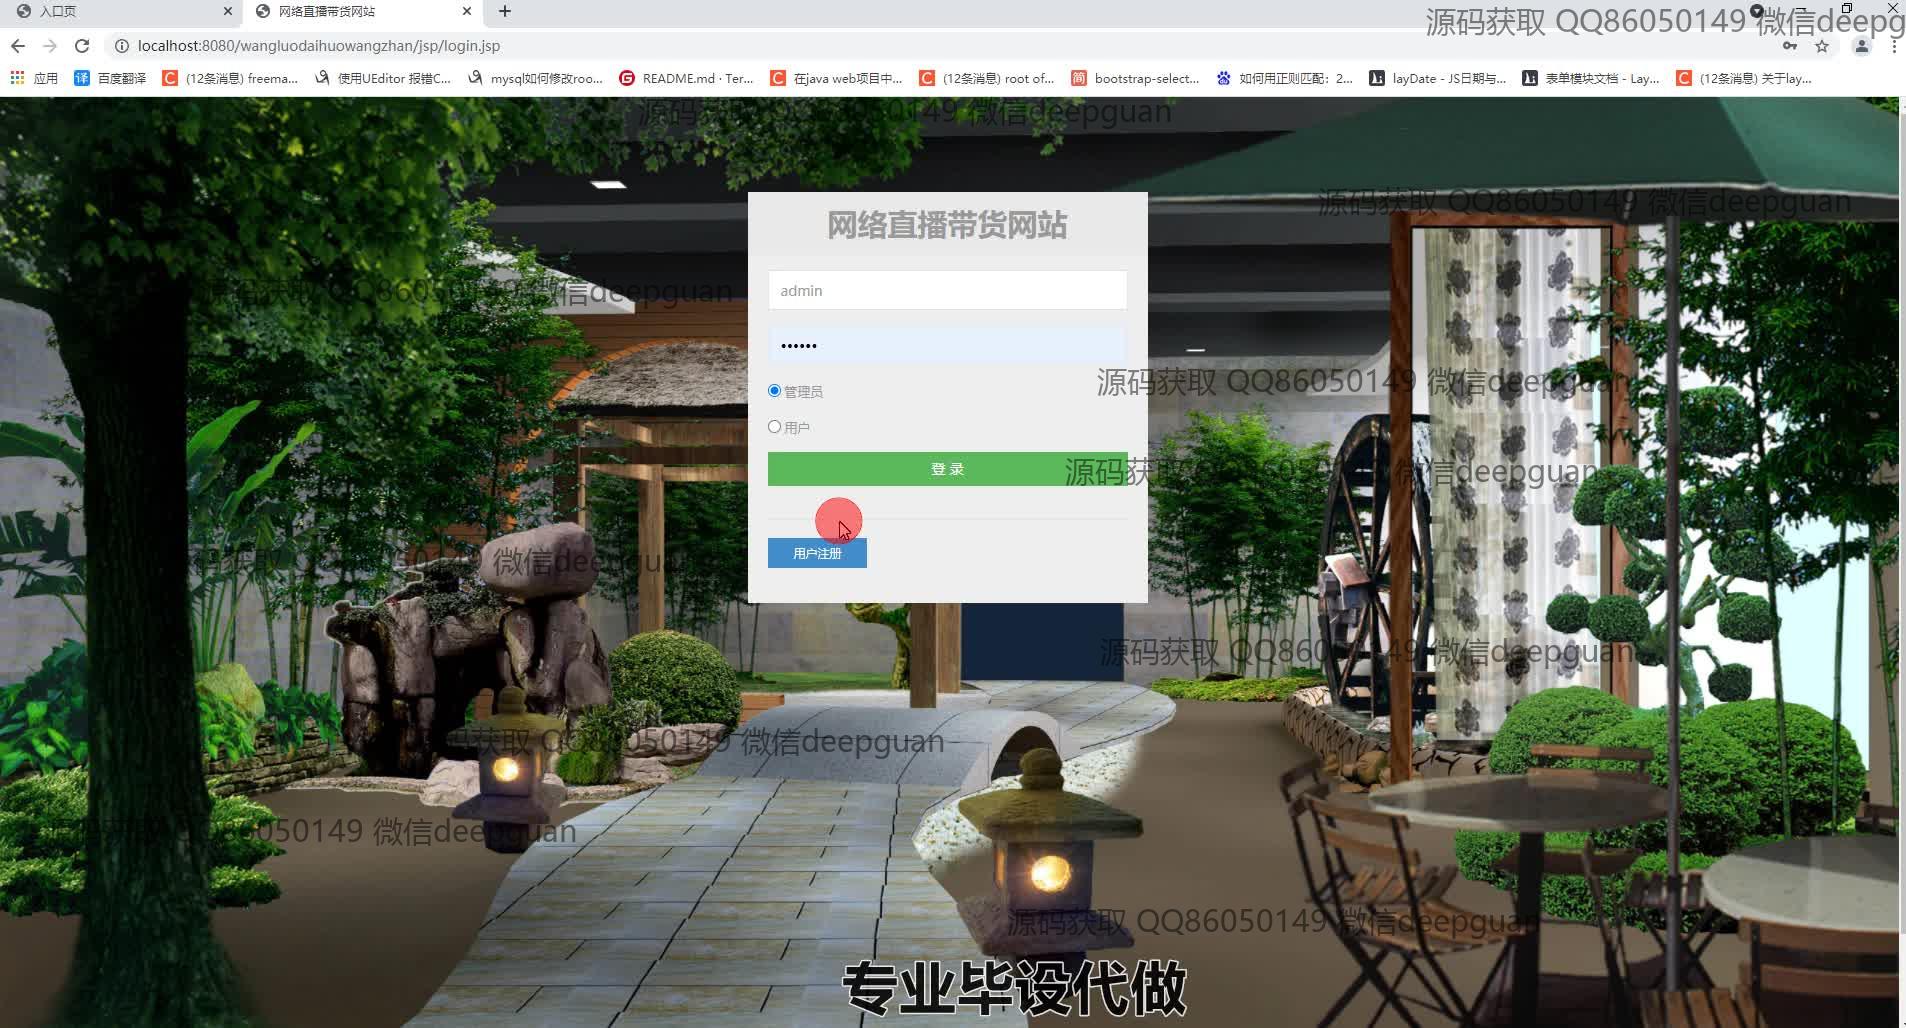 入口页
网络直播带货网站
localhost:8080/wangluodaihuowangzhan/jsp/login.jsp
源码获取 QQ86050149 微信deepg
应用
百度翻译
(12条消息) freema...
使用UEditor 报错C...
mysql如何修改roo...
README.md · Ter...
在java web项目中...
(12条消息) root of...
bootstrap-select...
如何用正则匹配：2...
layDate - JS日期与...
表单模块文档 - Lay...
(12条消息) 关于lay...
源码获取 QQ86050149 微信deepguan
源码获取 QQ86050149 微信deepguan
网络直播带货网站
源码获取 QQ86050149 微信deepguan
admin
源码获取 QQ86050149 微信deepguan
管理员
用户
登 录
源码获取 QQ86050149 微信deepguan
用户注册
码获取 QQ86050149 微信deepguan
源码获取 QQ86050149 微信deepguan
源码获取 QQ86050149 微信deepguan
源码获取 QQ86050149 微信deepguan
源码获取 QQ86050149 微信deepguan
专业毕设代做